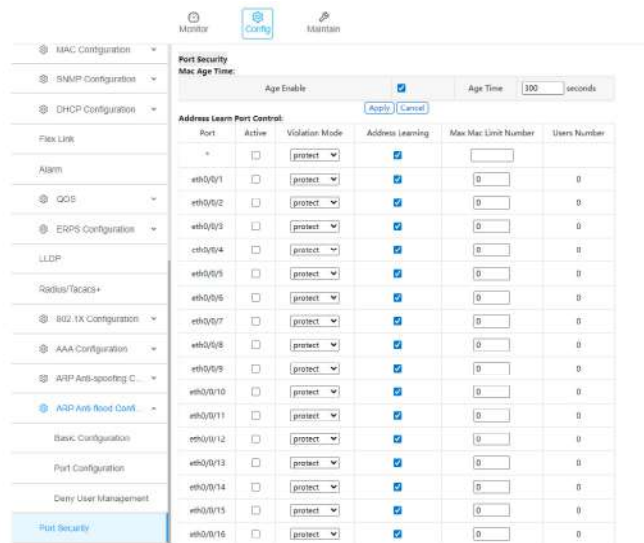 Monitor
Config
Maintain
MAC Configuration
SNMP Configuration
DHCP Configuration
Flex Link
Alarm
QOS
ERPS Configuration
LLDP
Radius/Tacacs+
802.1X Configuration
AAA Configuration
ARP Anti-spoofing C...
ARP Anti-flood Confi...
Basic Configuration
Port Configuration
Deny User Management
Port Security
Port Security
Mac Age Time:
Age Enable Age Time 300 seconds
Apply Cancel
Address Learn Port Control:
Port Active Violation Mode Address Learning Max Mac Limit Number Users Number
* protect
eth0/0/1 protect 0 0
eth0/0/2 protect 0 0
eth0/0/3 protect 0 0
eth0/0/4 protect 0 0
eth0/0/5 protect 0 0
eth0/0/6 protect 0 0
eth0/0/7 protect 0 0
eth0/0/8 protect 0 0
eth0/0/9 protect 0 0
eth0/0/10 protect 0 0
eth0/0/11 protect 0 0
eth0/0/12 protect 0 0
eth0/0/13 protect 0 0
eth0/0/14 protect 0 0
eth0/0/15 protect 0 0
eth0/0/16 protect 0 0